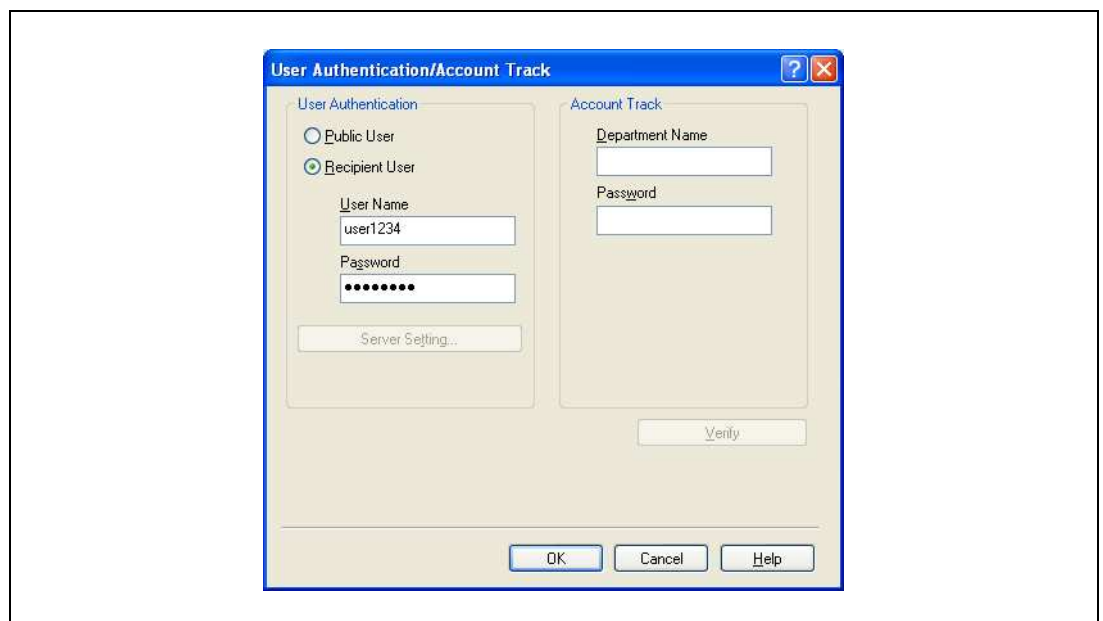 User Authentication/Account Track
User Authentication
Public User
Recipient User
User Name
user1234
Password
●●●●●●●●
Server Setting...
Account Track
Department Name
Password
Verify
OK
Cancel
Help